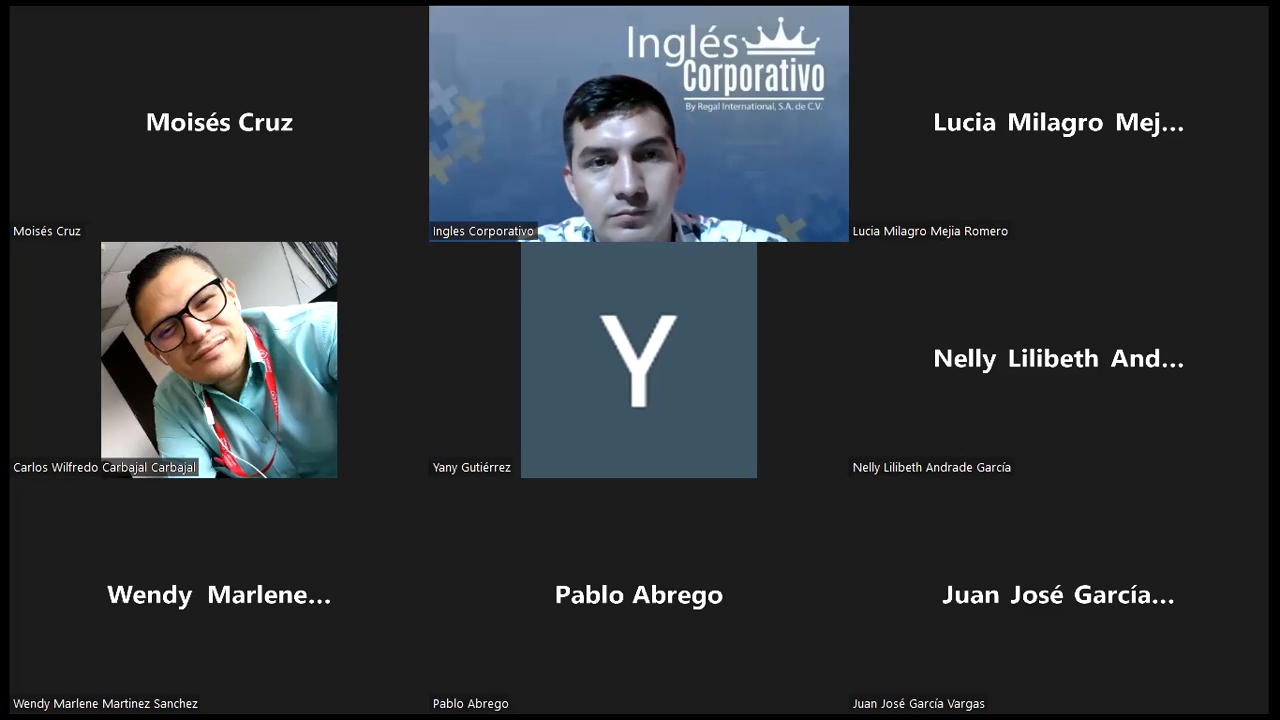 Moisés Cruz
Moisés Cruz
Inglés
Corporativo
By Regal International, S.A. de C.V.
Ingles Corporativo
Lucia Milagro Mej...
Lucia Milagro Mejia Romero
Carlos Wilfredo Carbajal Carbajal
Y
Yany Gutiérrez
Nelly Lilibeth And...
Nelly Lilibeth Andrade García
Wendy Marlene...
Wendy Marlene Martinez Sanchez
Pablo Abrego
Pablo Abrego
Juan José García...
Juan José García Vargas